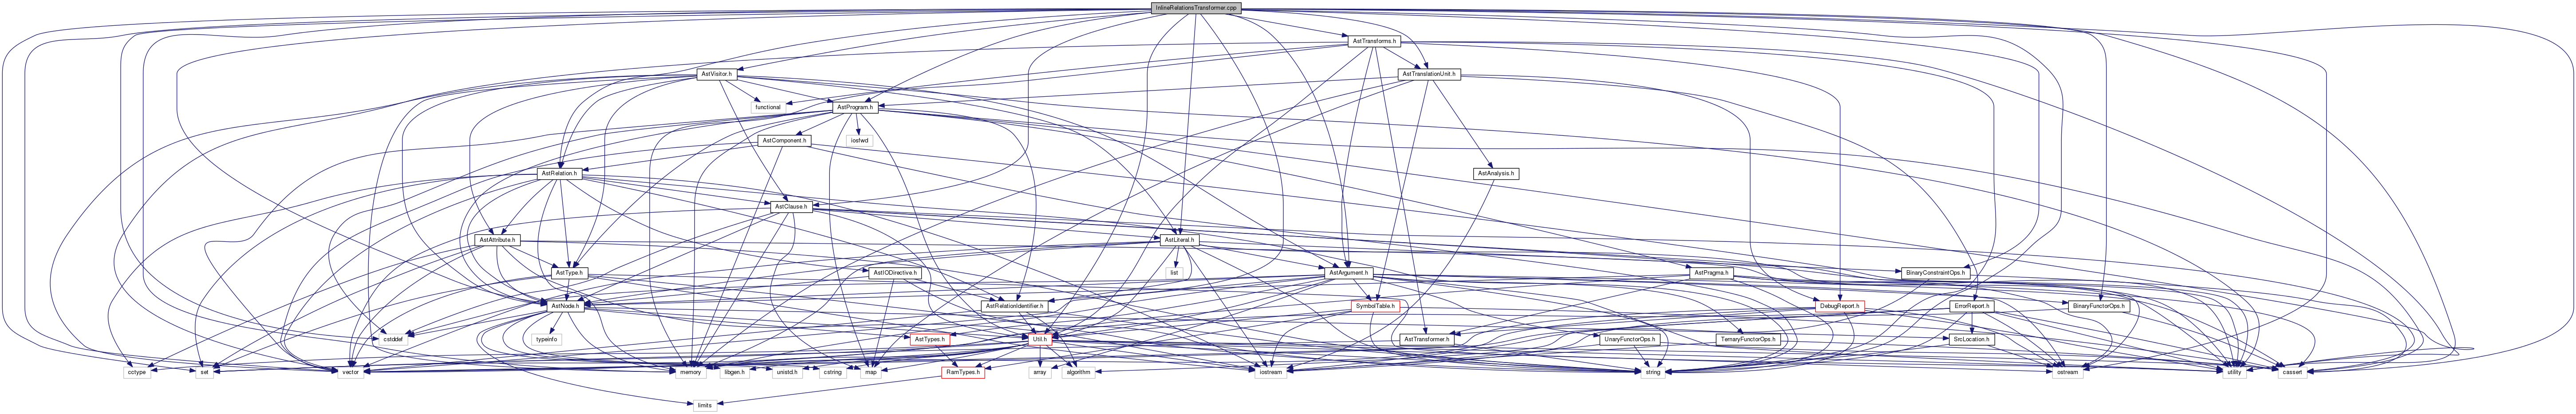 InlineRelationsTransformer.cpp
AstTransforms.h
AstVisitor.h
AstTranslationUnit.h
functional
AstProgram.h
AstComponent.h
iosfwd
AstRelation.h
AstAnalysis.h
AstClause.h
AstAttribute.h
AstLiteral.h
AstType.h
AstIODirective.h
list
AstArgument.h
AstPragma.h
BinaryConstraintOps.h
AstNode.h
AstRelationIdentifier.h
SymbolTable.h
DebugReport.h
ErrorReport.h
BinaryFunctorOps.h
cstddef
typeinfo
AstTypes.h
Util.h
AstTransformer.h
UnaryFunctorOps.h
TernaryFunctorOps.h
SrcLocation.h
cctype
set
vector
memory
libgen.h
unistd.h
cstring
map
RamTypes.h
array
algorithm
iostream
string
ostream
utility
cassert
limits